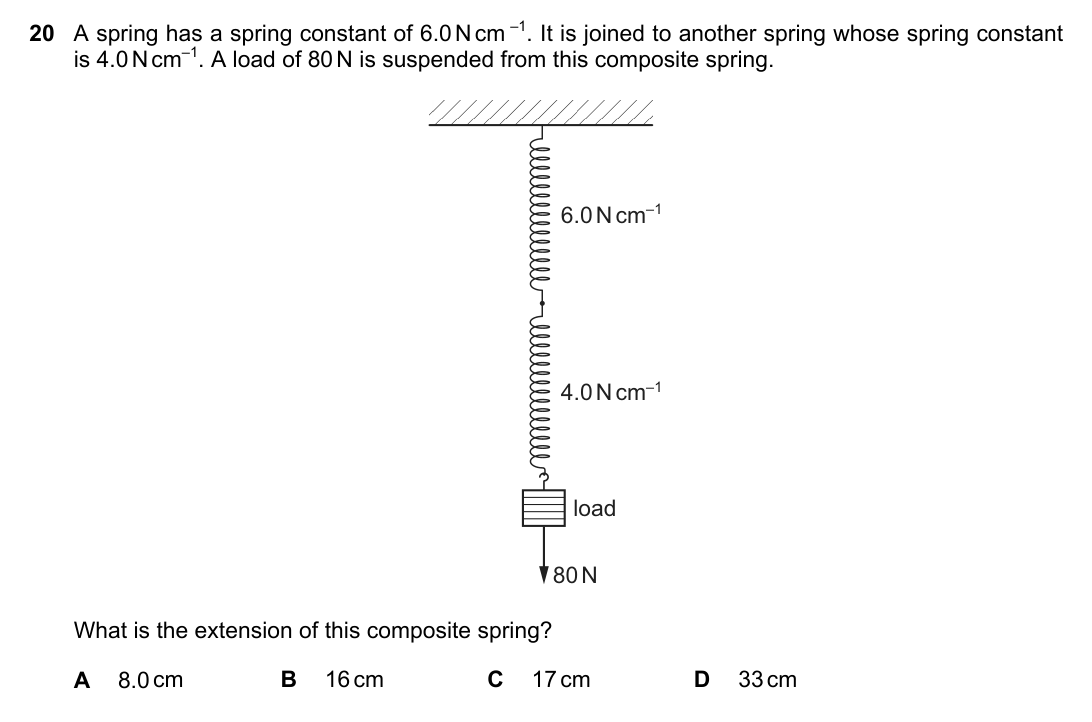 20 A spring has a spring constant of 6.0 N cm⁻¹. It is joined to another spring whose spring constant
is 4.0 N cm⁻¹. A load of 80 N is suspended from this composite spring.
6.0 N cm⁻¹
4.0 N cm⁻¹
load
80 N
What is the extension of this composite spring?
A 8.0 cm B 16 cm C 17 cm D 33 cm